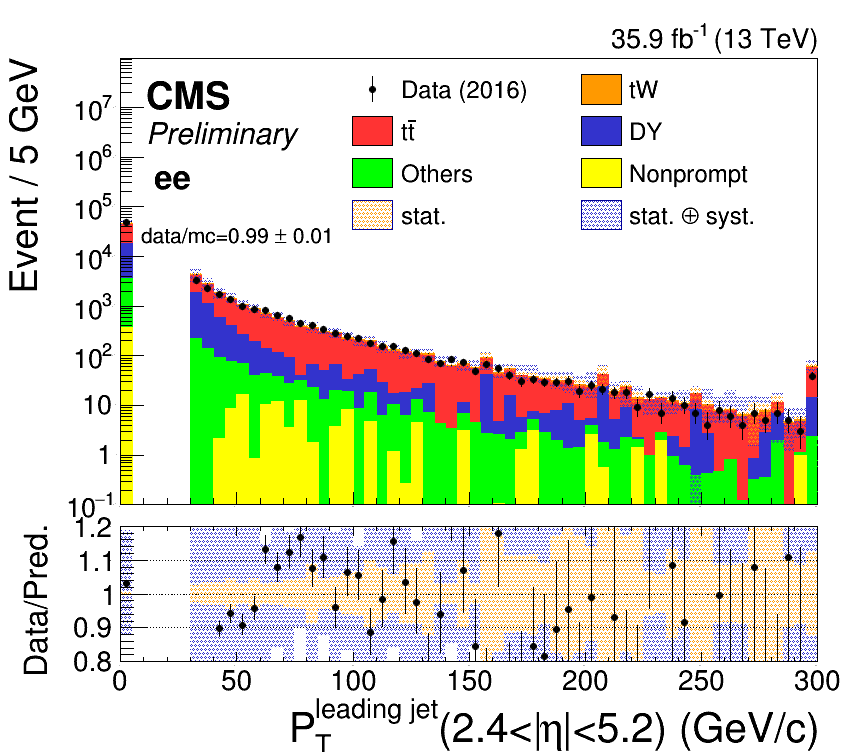 35.9 fb⁻¹ (13 TeV)
Event / 5 GeV
CMS
Preliminary
ee
data/mc=0.99 ± 0.01
Data (2016)
tW
tt̄
DY
Others
Nonprompt
stat.
stat. ⊕ syst.
10⁷
10⁶
10⁵
10⁴
10³
10²
10
1
10⁻¹
Data/Pred.
1.2
1.1
1
0.9
0.8
0 50 100 150 200 250 300
P_T^leading jet (2.4<|η|<5.2) (GeV/c)